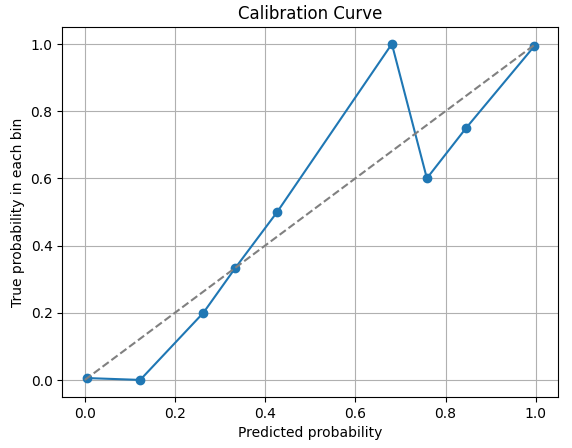 Calibration Curve
True probability in each bin
1.0
0.8
0.6
0.4
0.2
0.0
0.0 0.2 0.4 0.6 0.8 1.0
Predicted probability